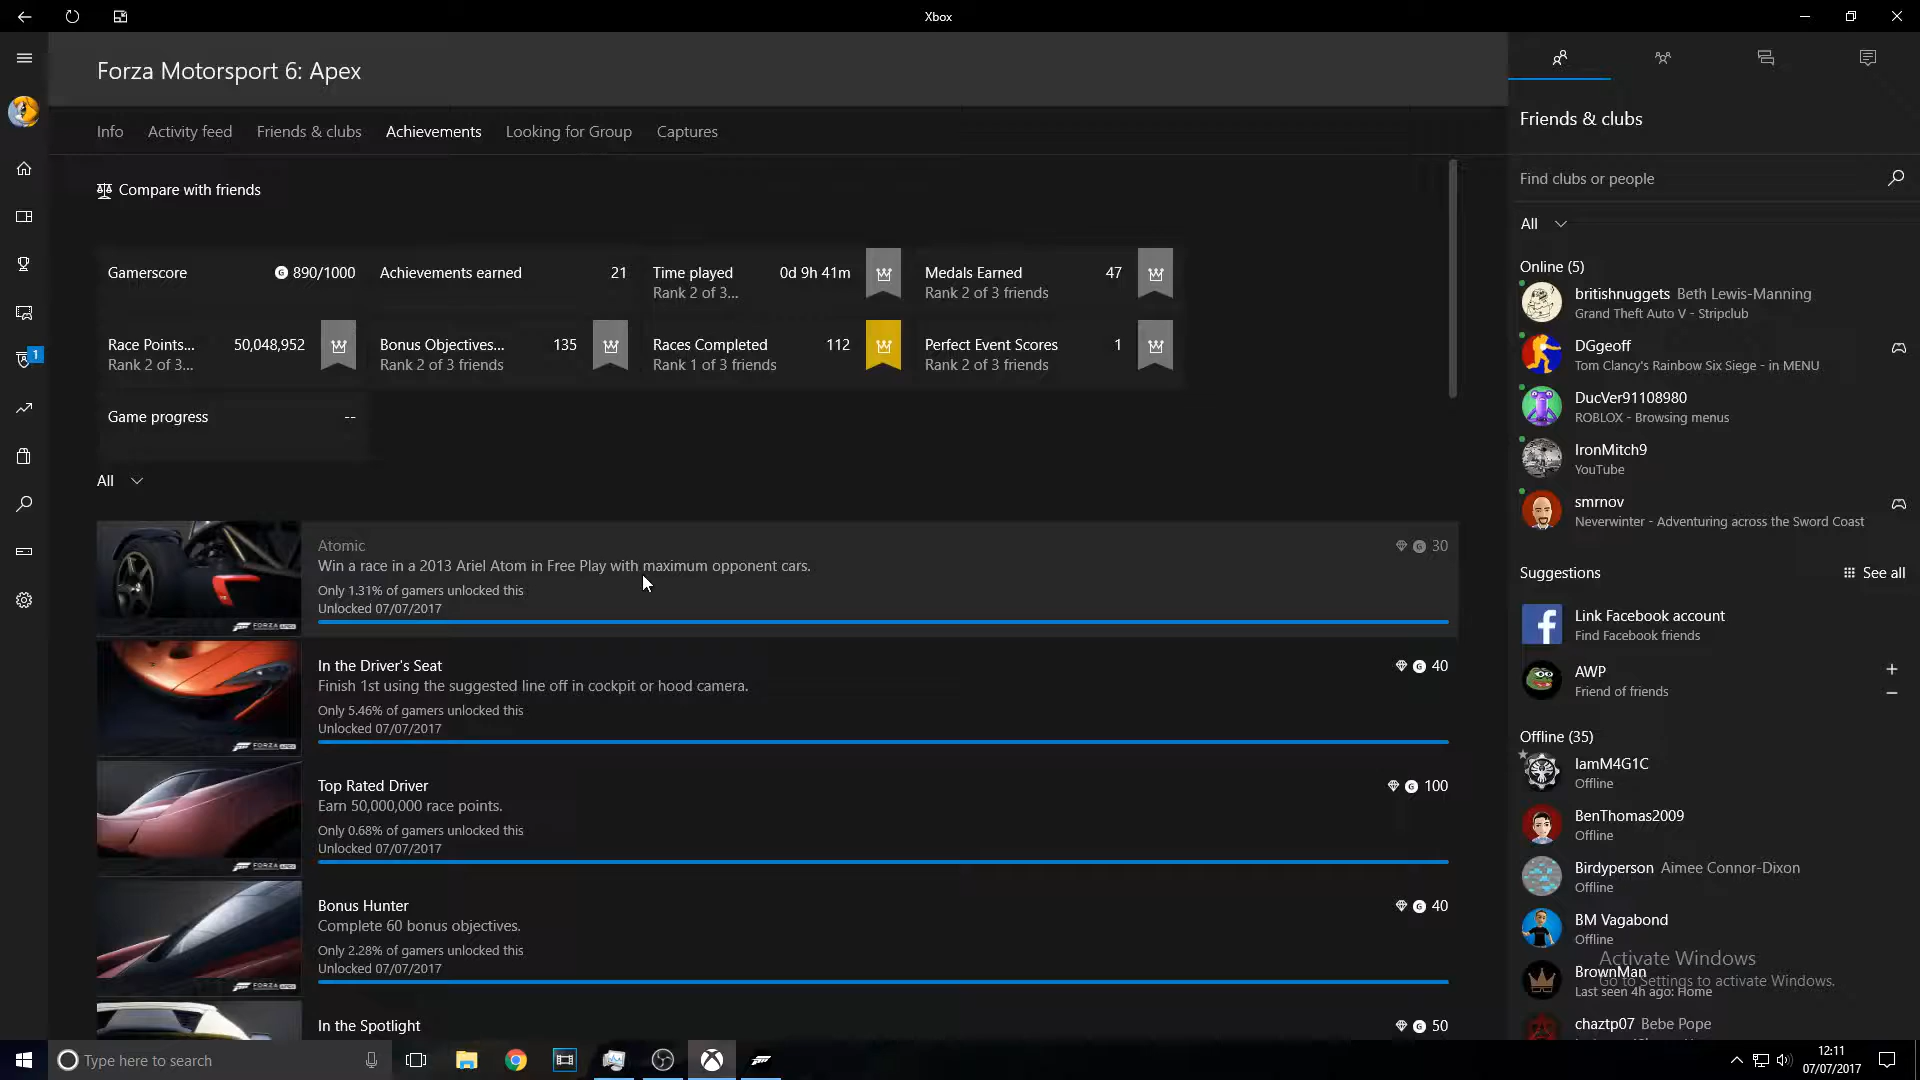 Xbox
Forza Motorsport 6: Apex
Info Activity feed Friends & clubs Achievements Looking for Group Captures
Compare with friends
Gamerscore G 890/1000 Achievements earned 21 Time played 0d 9h 41m Medals Earned 47
Rank 2 of 3... Rank 2 of 3 friends
Race Points... 50,048,952 Bonus Objectives... 135 Races Completed 112 Perfect Event Scores 1
Rank 2 of 3... Rank 2 of 3 friends Rank 1 of 3 friends Rank 2 of 3 friends
Game progress --
All
Atomic G 30
Win a race in a 2013 Ariel Atom in Free Play with maximum opponent cars.
Only 1.31% of gamers unlocked this
Unlocked 07/07/2017
FORZA APEX
In the Driver's Seat G 40
Finish 1st using the suggested line off in cockpit or hood camera.
Only 5.46% of gamers unlocked this
Unlocked 07/07/2017
FORZA APEX
Top Rated Driver G 100
Earn 50,000,000 race points.
Only 0.68% of gamers unlocked this
Unlocked 07/07/2017
FORZA APEX
Bonus Hunter G 40
Complete 60 bonus objectives.
Only 2.28% of gamers unlocked this
Unlocked 07/07/2017
FORZA APEX
In the Spotlight G 50
1
Friends & clubs
Find clubs or people
All
Online (5)
britishnuggets Beth Lewis-Manning
Grand Theft Auto V - Stripclub
DGgeoff
Tom Clancy's Rainbow Six Siege - in MENU
DucVer91108980
ROBLOX - Browsing menus
IronMitch9
YouTube
smrnov
Neverwinter - Adventuring across the Sword Coast
Suggestions See all
Link Facebook account
Find Facebook friends
AWP
Friend of friends
Offline (35)
IamM4G1C
Offline
BenThomas2009
Offline
Birdyperson Aimee Connor-Dixon
Offline
BM Vagabond
Offline
Activate Windows
BrownMan
Go to Settings to activate Windows.
Last seen 4h ago: Home
chaztp07 Bebe Pope
Type here to search
12:11
07/07/2017